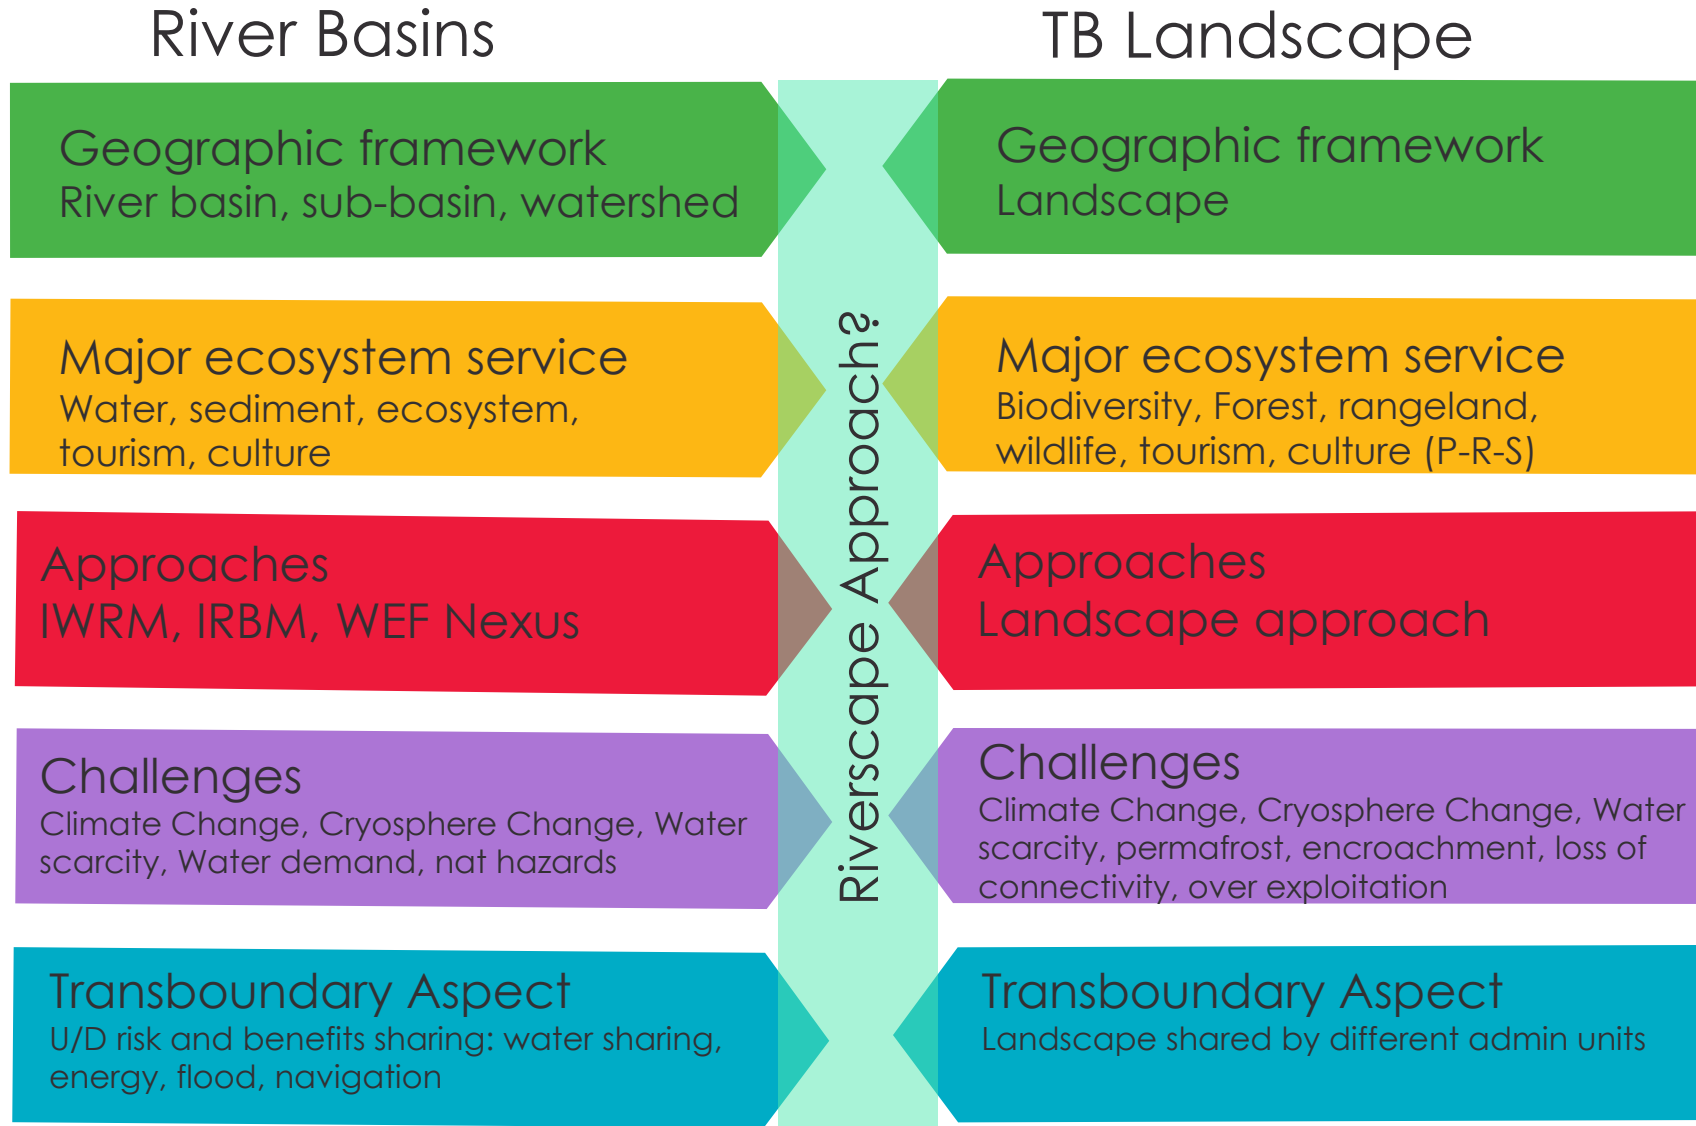 River Basins
TB Landscape
Geographic framework
River basin, sub-basin, watershed
Geographic framework
Landscape
Major ecosystem service
Water, sediment, ecosystem,
tourism, culture
Major ecosystem service
Biodiversity, Forest, rangeland,
wildlife, tourism, culture (P-R-S)
Approaches
IWRM, IRBM, WEF Nexus
Approaches
Landscape approach
Challenges
Climate Change, Cryosphere Change, Water
scarcity, Water demand, nat hazards
Challenges
Climate Change, Cryosphere Change, Water
scarcity, permafrost, encroachment, loss of
connectivity, over exploitation
Transboundary Aspect
U/D risk and benefits sharing: water sharing,
energy, flood, navigation
Transboundary Aspect
Landscape shared by different admin units
Riverscape Approach?